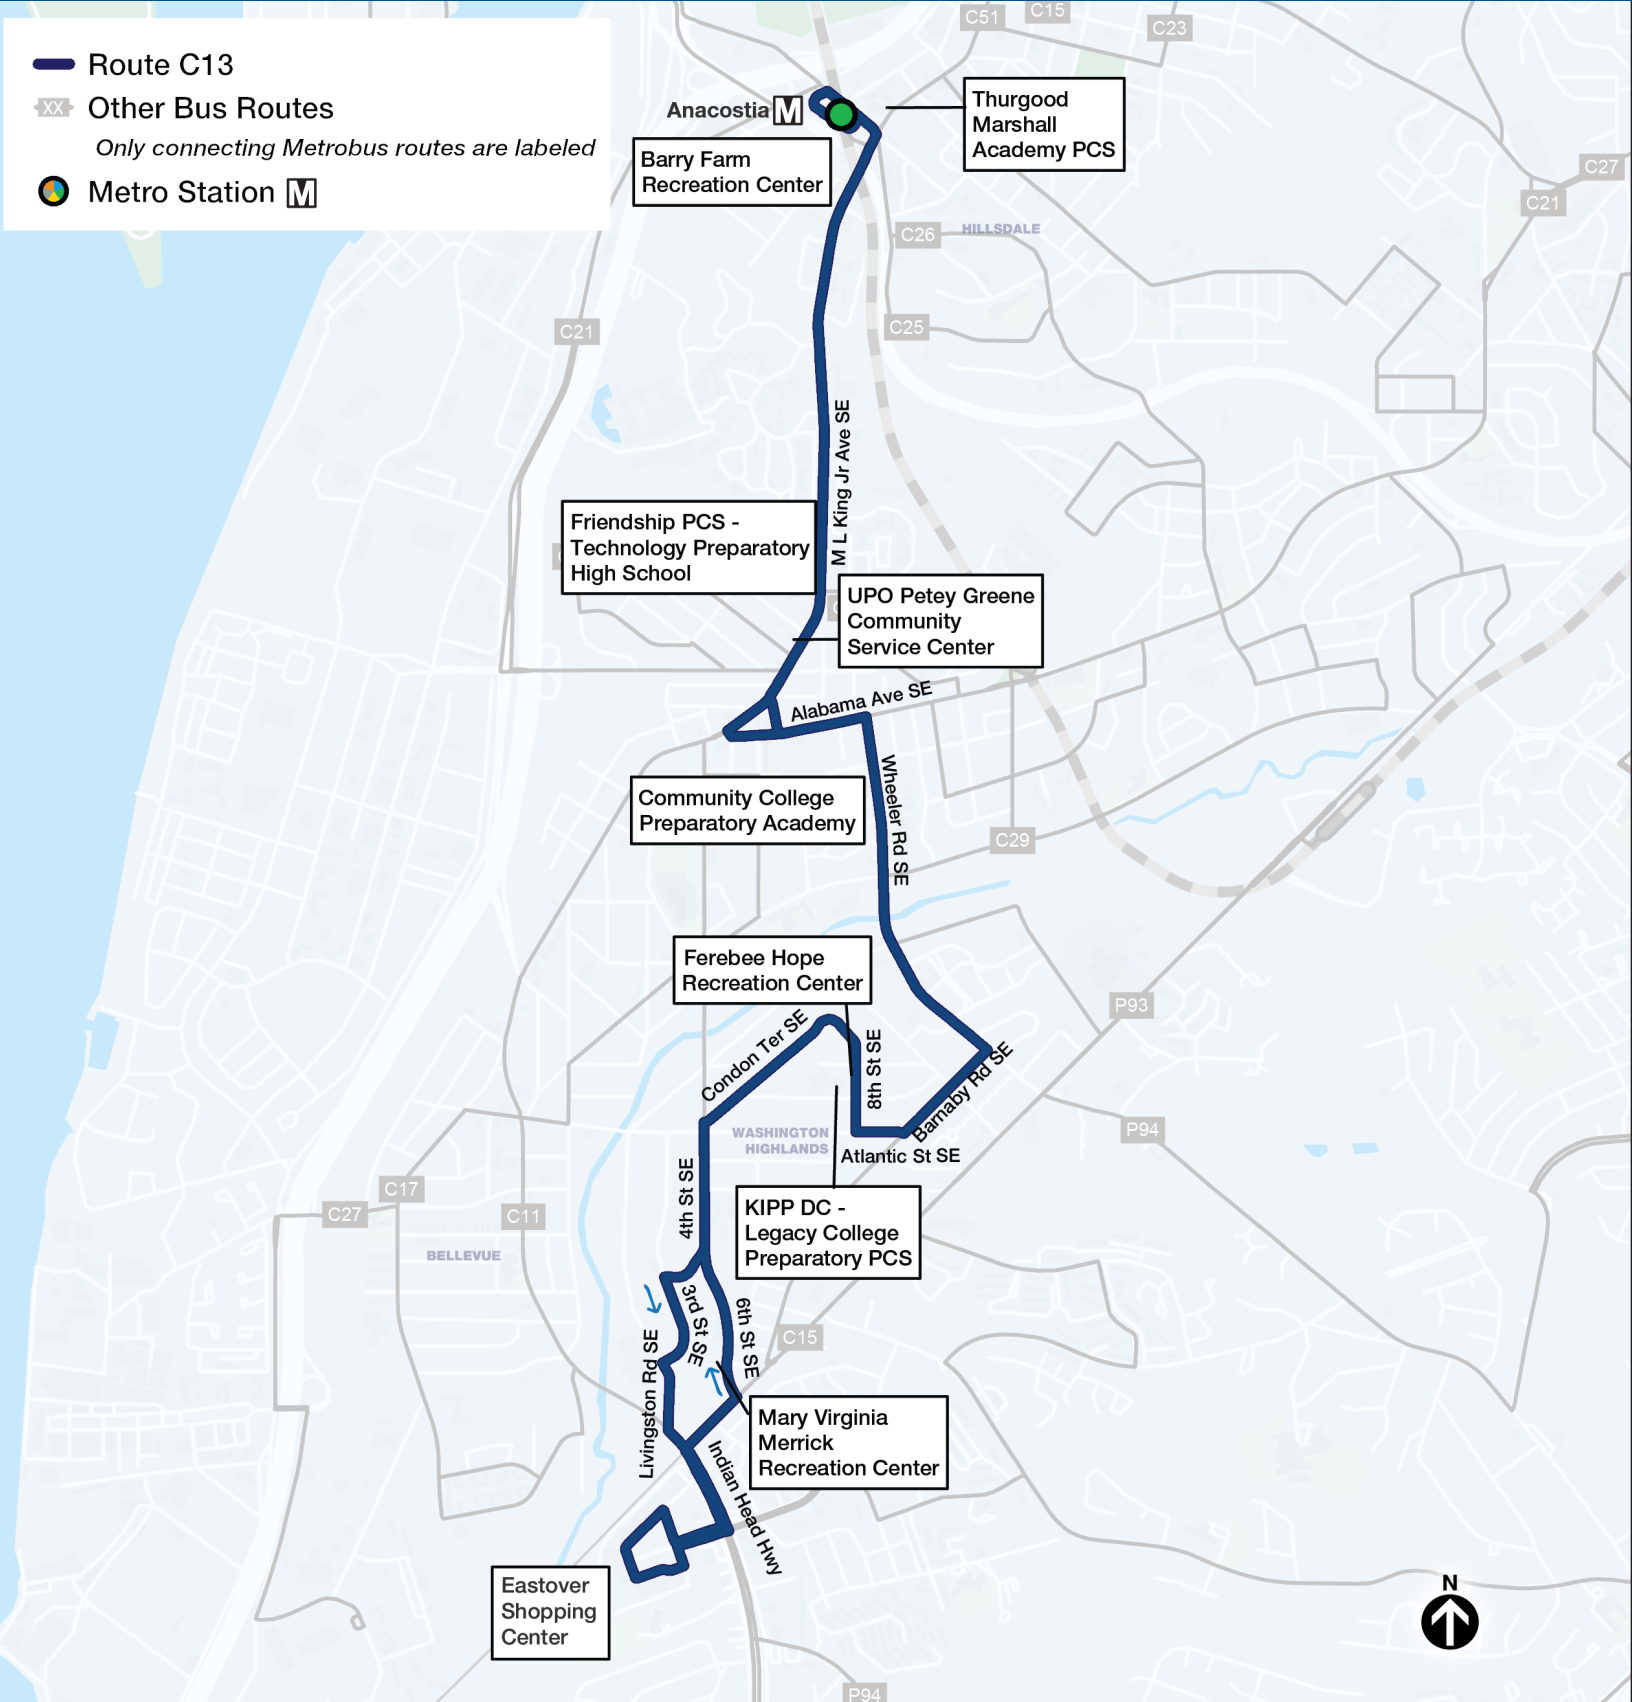 Route C13
XX
Other Bus Routes
Only connecting Metrobus routes are labeled
Metro Station M
C51
C15
C23
Anacostia M
Thurgood
Marshall
Academy PCS
Barry Farm
Recreation Center
C27
C21
C26
HILLSDALE
C25
C21
M L King Jr Ave SE
Friendship PCS -
Technology Preparatory
High School
UPO Petey Greene
Community
Service Center
Alabama Ave SE
Wheeler Rd SE
Community College
Preparatory Academy
C29
Ferebee Hope
Recreation Center
P93
Condon Ter SE
8th St SE
Barnaby Rd SE
WASHINGTON
HIGHLANDS
Atlantic St SE
P94
4th St SE
C17
C27
C11
KIPP DC -
Legacy College
Preparatory PCS
BELLEVUE
3rd St SE
6th St SE
C15
Livingston Rd SE
Mary Virginia
Merrick
Recreation Center
Indian Head Hwy
Eastover
Shopping
Center
N
P94